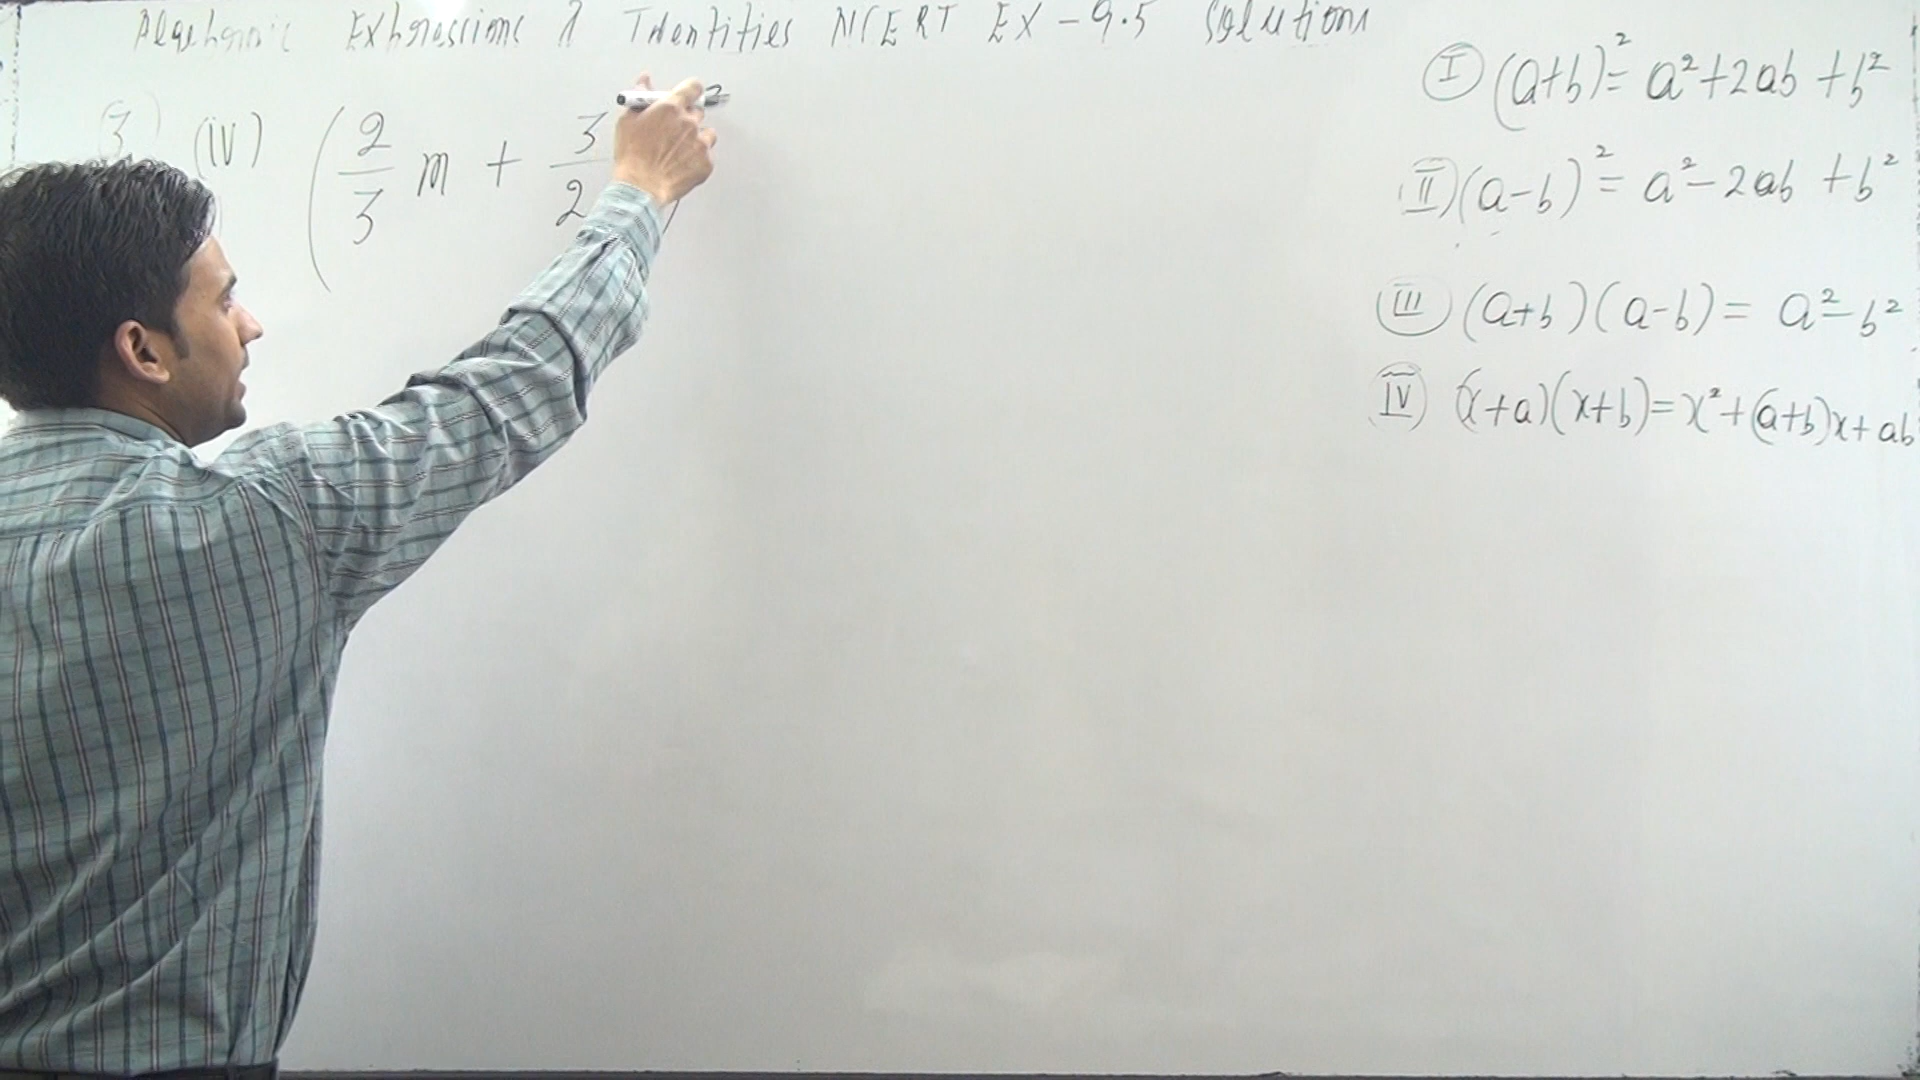 Algebraic Expressions & Identities NCERT EX-9.5 Solutions
3) (iv) (2/3 m + 3/2 )²
(I) (a+b)² = a²+2ab+b²
(II) (a-b)² = a²-2ab+b²
(III) (a+b)(a-b) = a²-b²
(IV) (x+a)(x+b) = x²+(a+b)x+ab